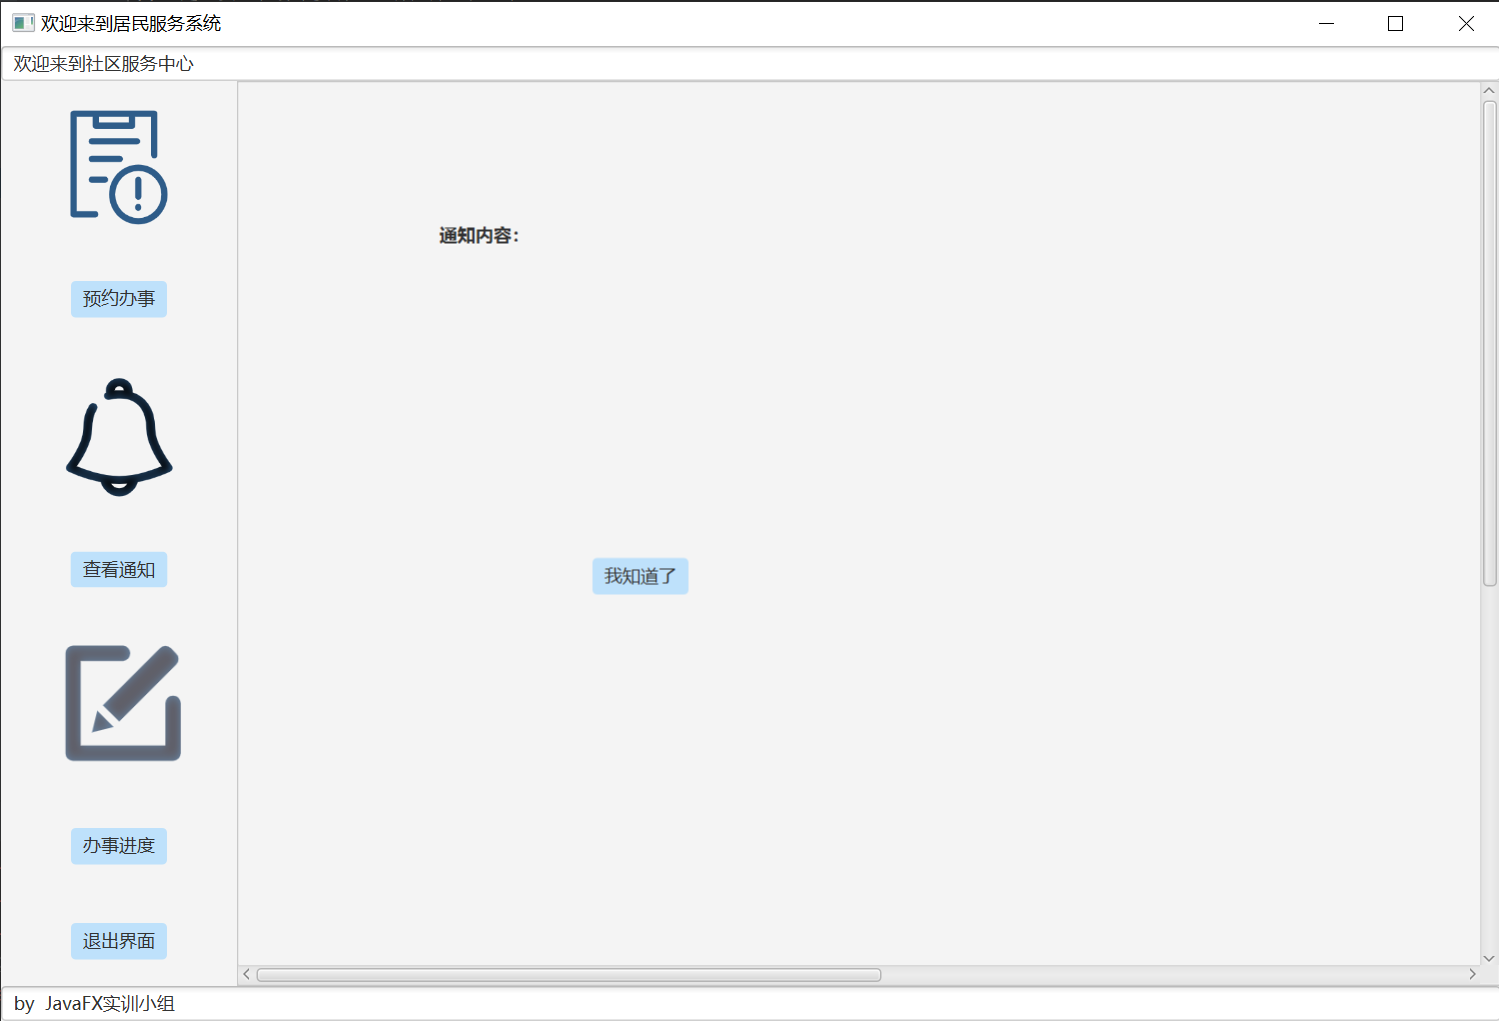 欢迎来到居民服务系统
欢迎来到社区服务中心
预约办事
查看通知
办事进度
退出界面
通知内容：
我知道了
by JavaFX实训小组